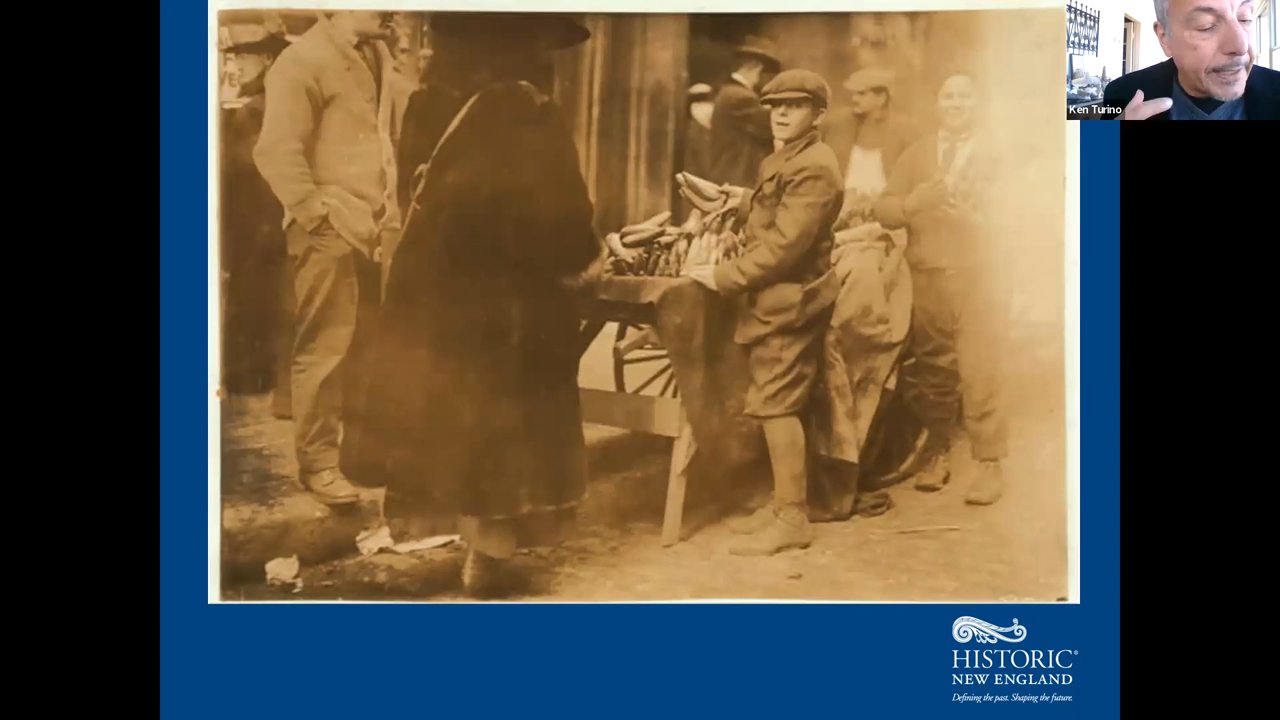 Ken Turino
HISTORIC®
NEW ENGLAND
Defining the past. Shaping the future.